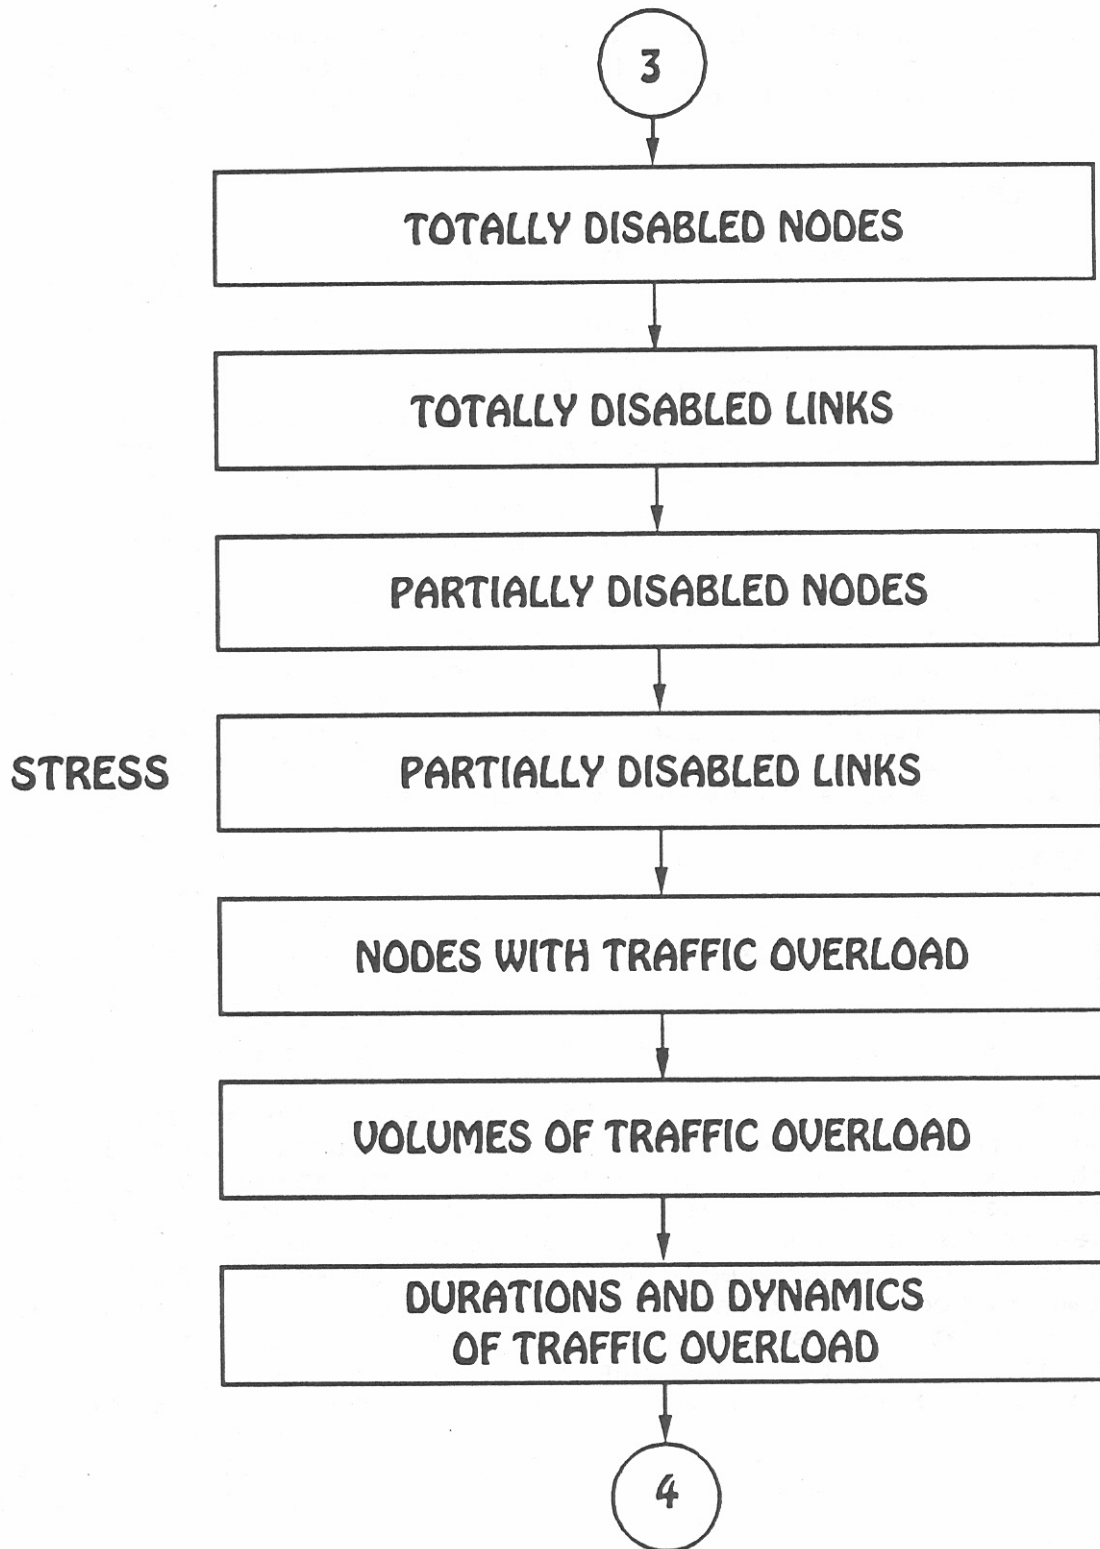 3
TOTALLY DISABLED NODES
TOTALLY DISABLED LINKS
PARTIALLY DISABLED NODES
STRESS
PARTIALLY DISABLED LINKS
NODES WITH TRAFFIC OVERLOAD
VOLUMES OF TRAFFIC OVERLOAD
DURATIONS AND DYNAMICS
OF TRAFFIC OVERLOAD
4